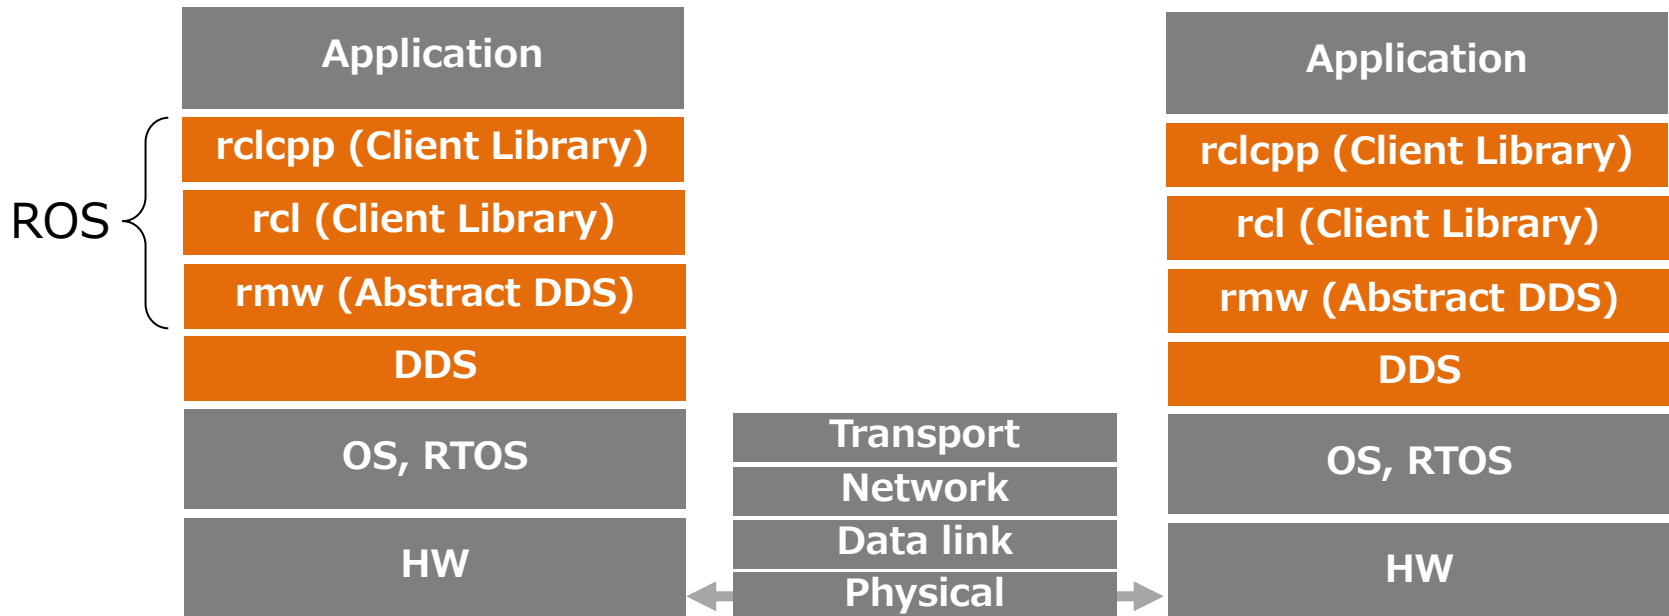 Application
rclcpp (Client Library)
ROS
rcl (Client Library)
rmw (Abstract DDS)
DDS
OS, RTOS
HW
Transport
Network
Data link
Physical
Application
rclcpp (Client Library)
rcl (Client Library)
rmw (Abstract DDS)
DDS
OS, RTOS
HW